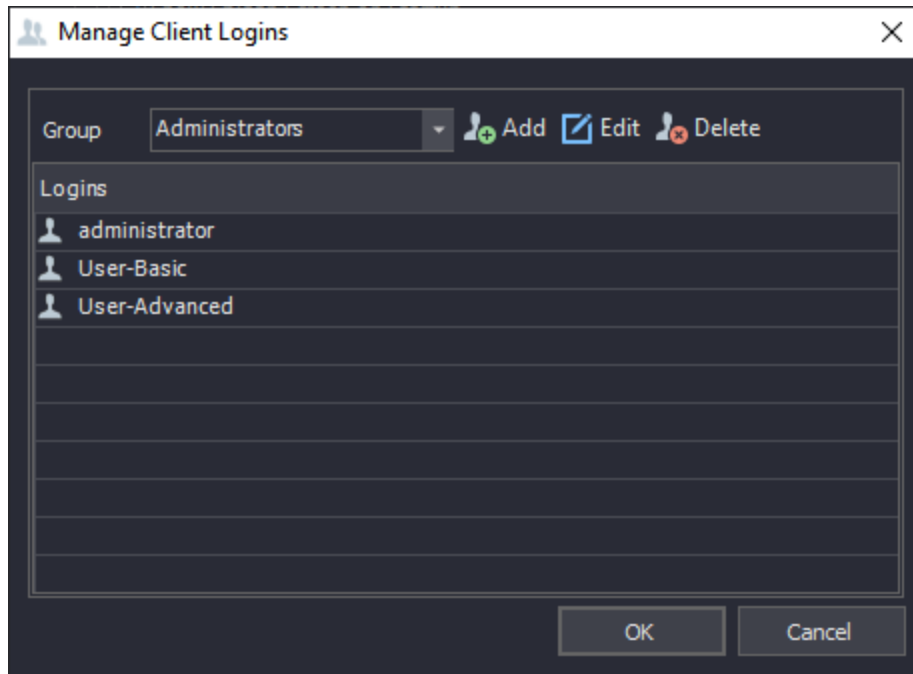 Manage Client Logins
Group Administrators Add Edit Delete
Logins
administrator
User-Basic
User-Advanced
OK Cancel